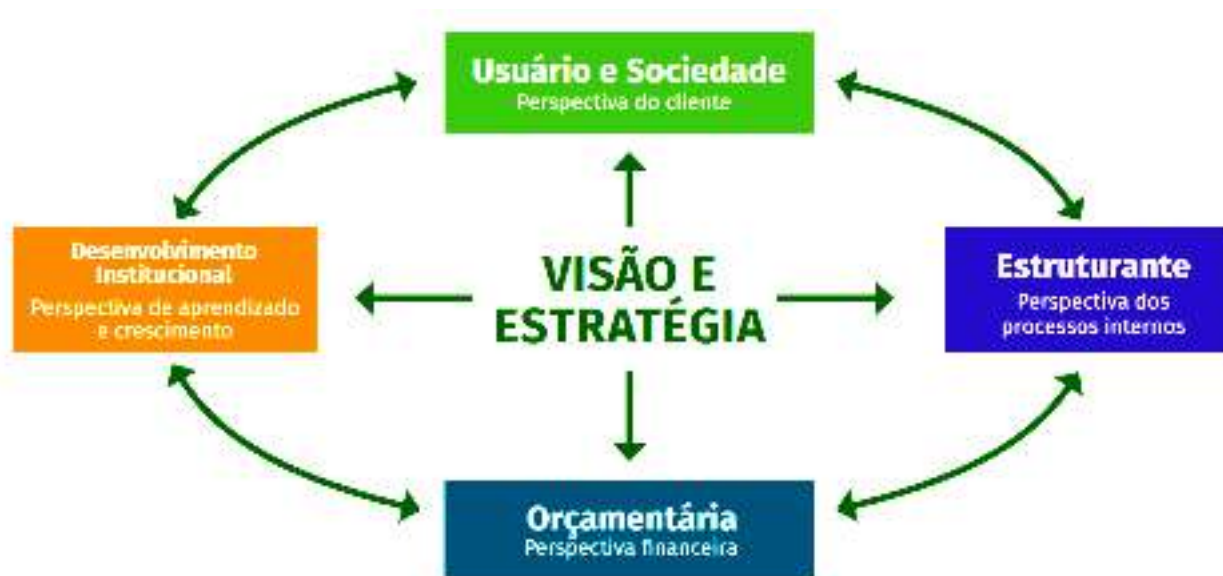 Usuário e Sociedade
Perspectiva do cliente
Desenvolvimento
Institucional
Perspectiva de aprendizado
e crescimento
VISÃO E
ESTRATÉGIA
Estruturante
Perspectiva dos
processos internos
Orçamentária
Perspectiva financeira